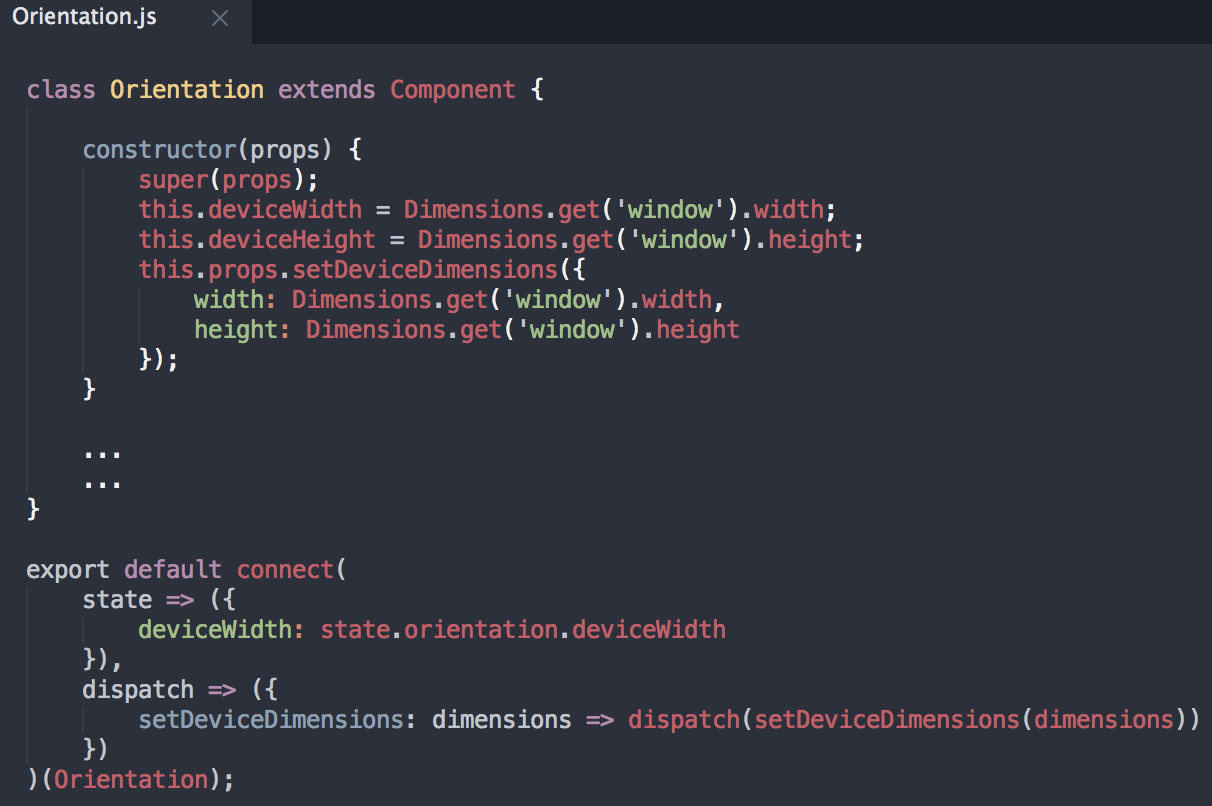 Orientation.js
class Orientation extends Component {
constructor(props) {
super(props);
this.deviceWidth = Dimensions.get('window').width;
this.deviceHeight = Dimensions.get('window').height;
this.props.setDeviceDimensions({
width: Dimensions.get('window').width,
height: Dimensions.get('window').height
});
}
...
...
}
export default connect(
state => ({
deviceWidth: state.orientation.deviceWidth
}),
dispatch => ({
setDeviceDimensions: dimensions => dispatch(setDeviceDimensions(dimensions))
})
)(Orientation);